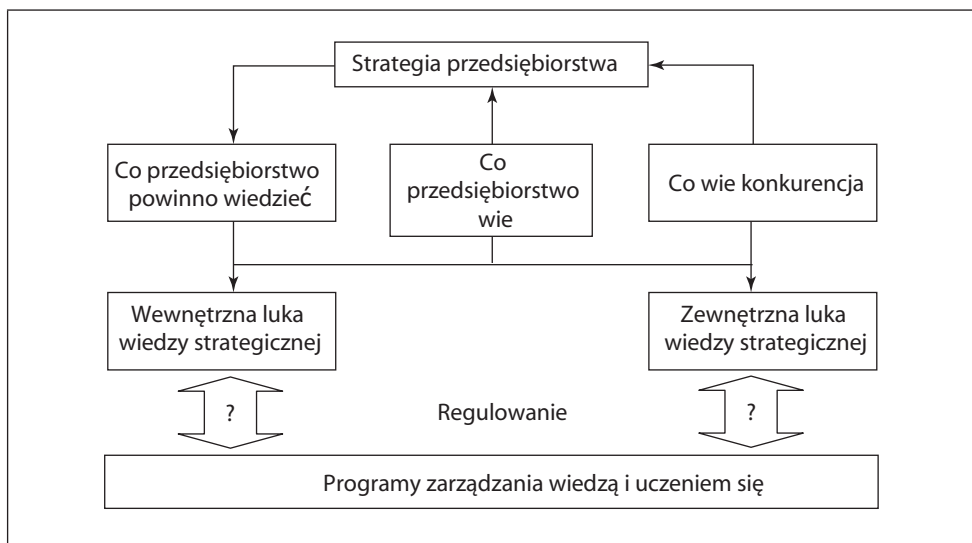 Strategia przedsiębiorstwa
Co przedsiębiorstwo
powinno wiedzieć
Co
przedsiębiorstwo
wie
Co wie konkurencja
Wewnętrzna luka
wiedzy strategicznej
Zewnętrzna luka
wiedzy strategicznej
?
Regulowanie
?
Programy zarządzania wiedzą i uczeniem się